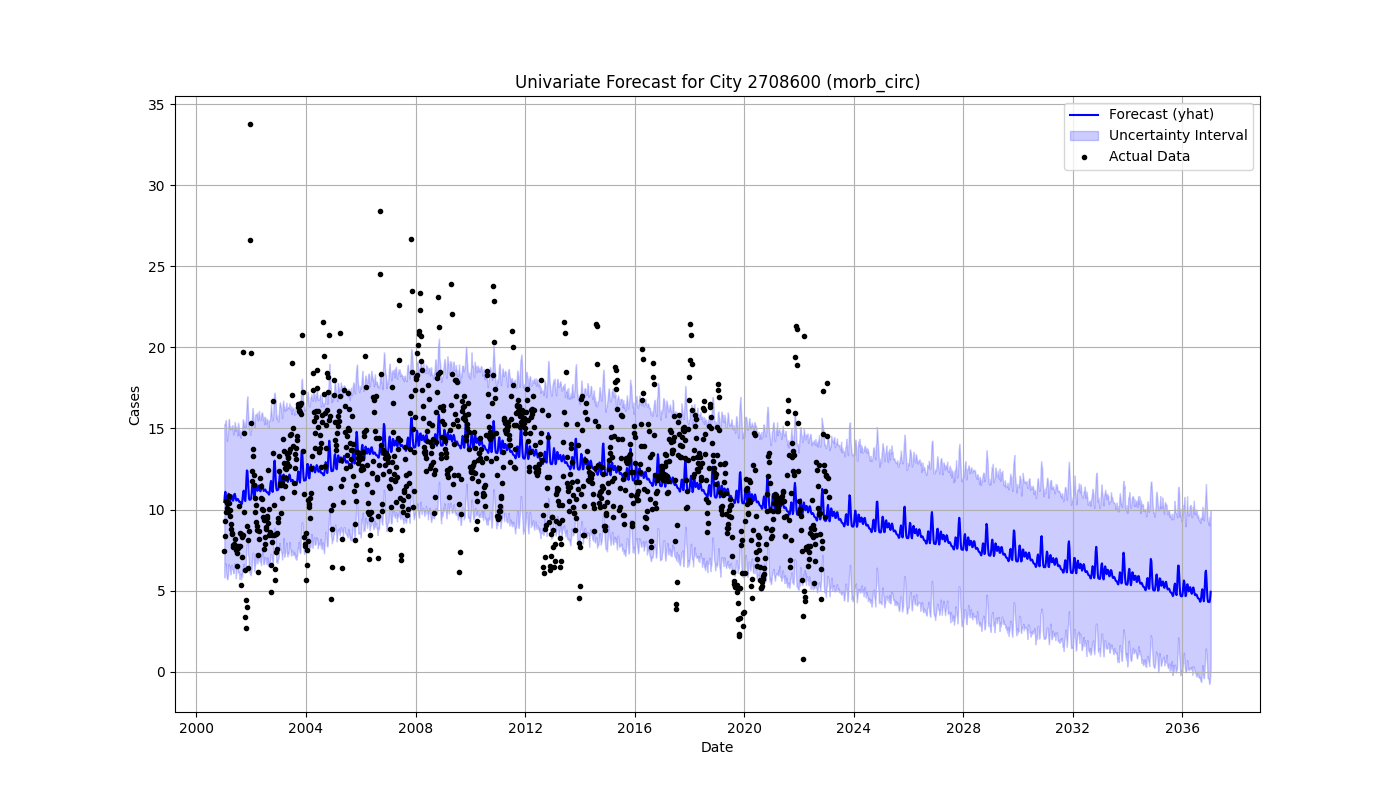 Univariate Forecast for City 2708600 (morb_circ)
Forecast (yhat)
Uncertainty Interval
Actual Data
Cases
35
30
25
20
15
10
5
0
2000 2004 2008 2012 2016 2020 2024 2028 2032 2036
Date